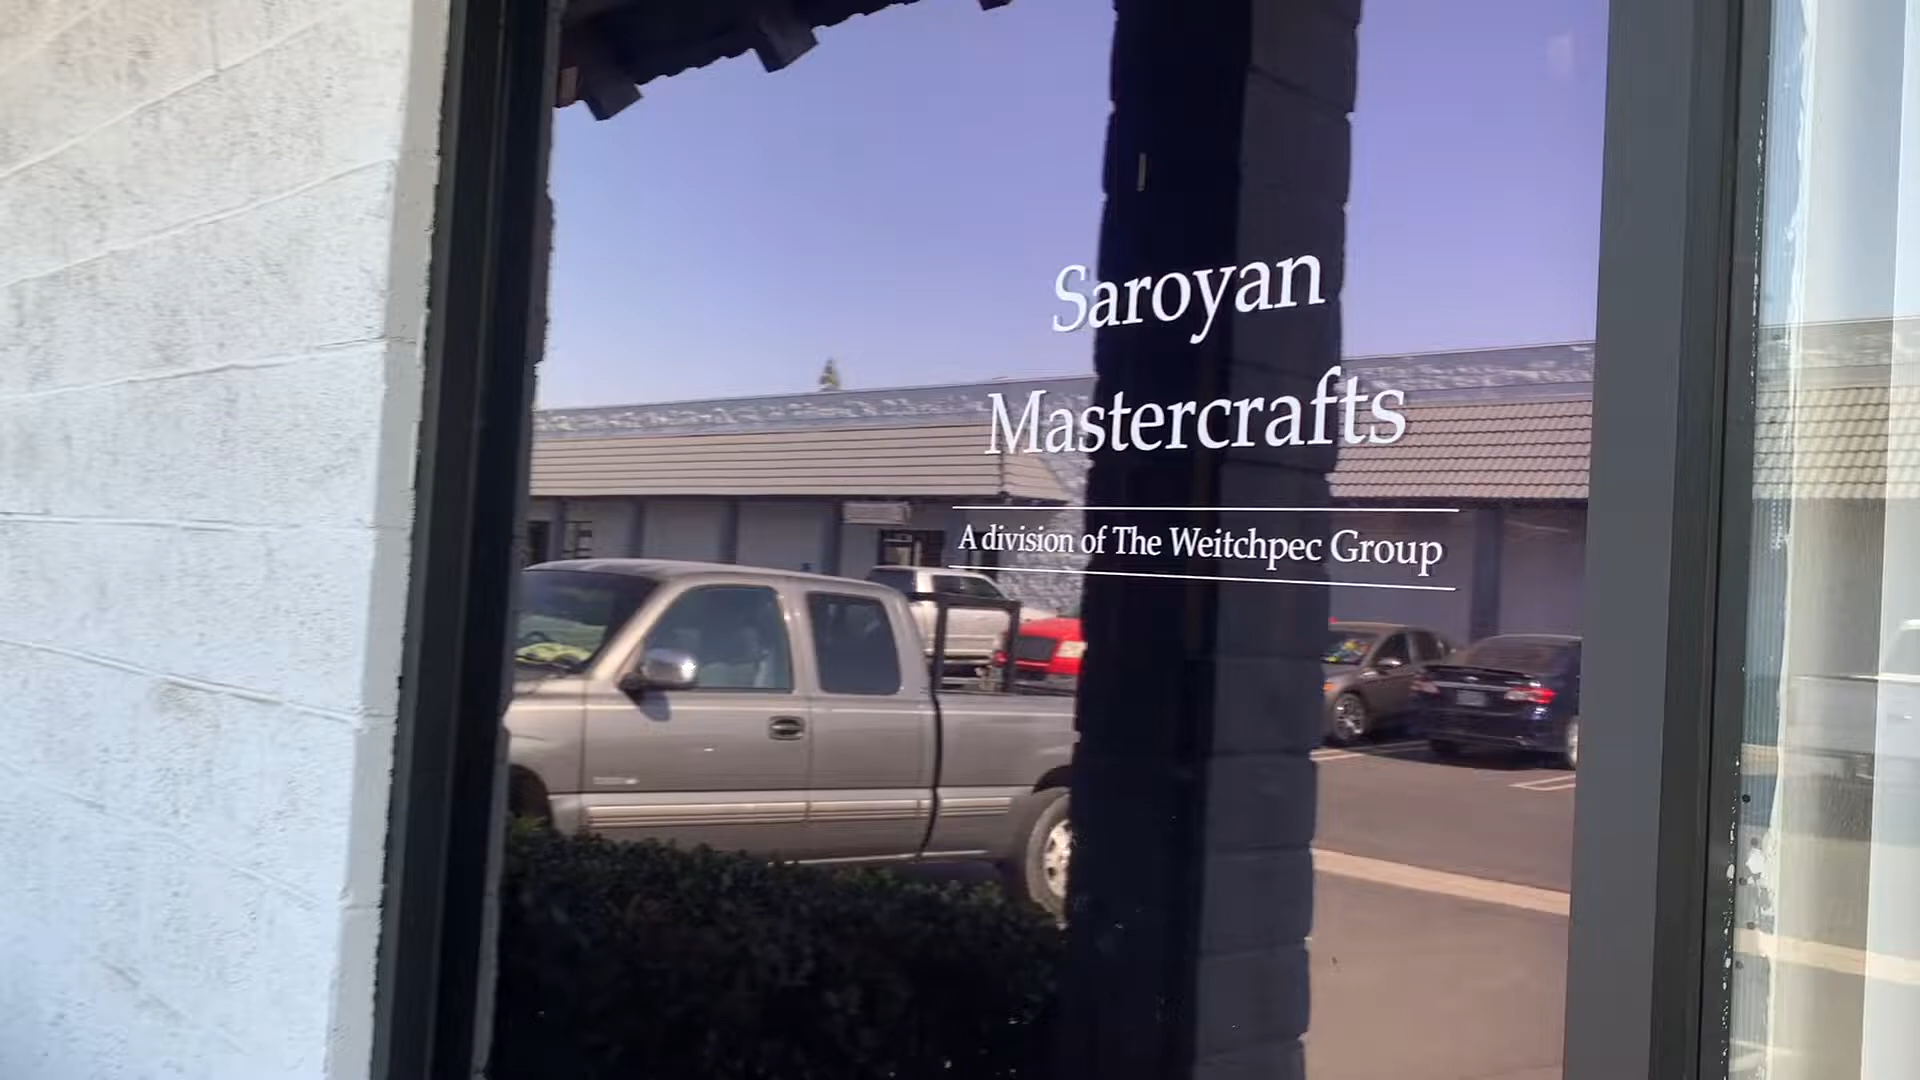 Saroyan
Mastercrafts
A division of The Weitchpec Group